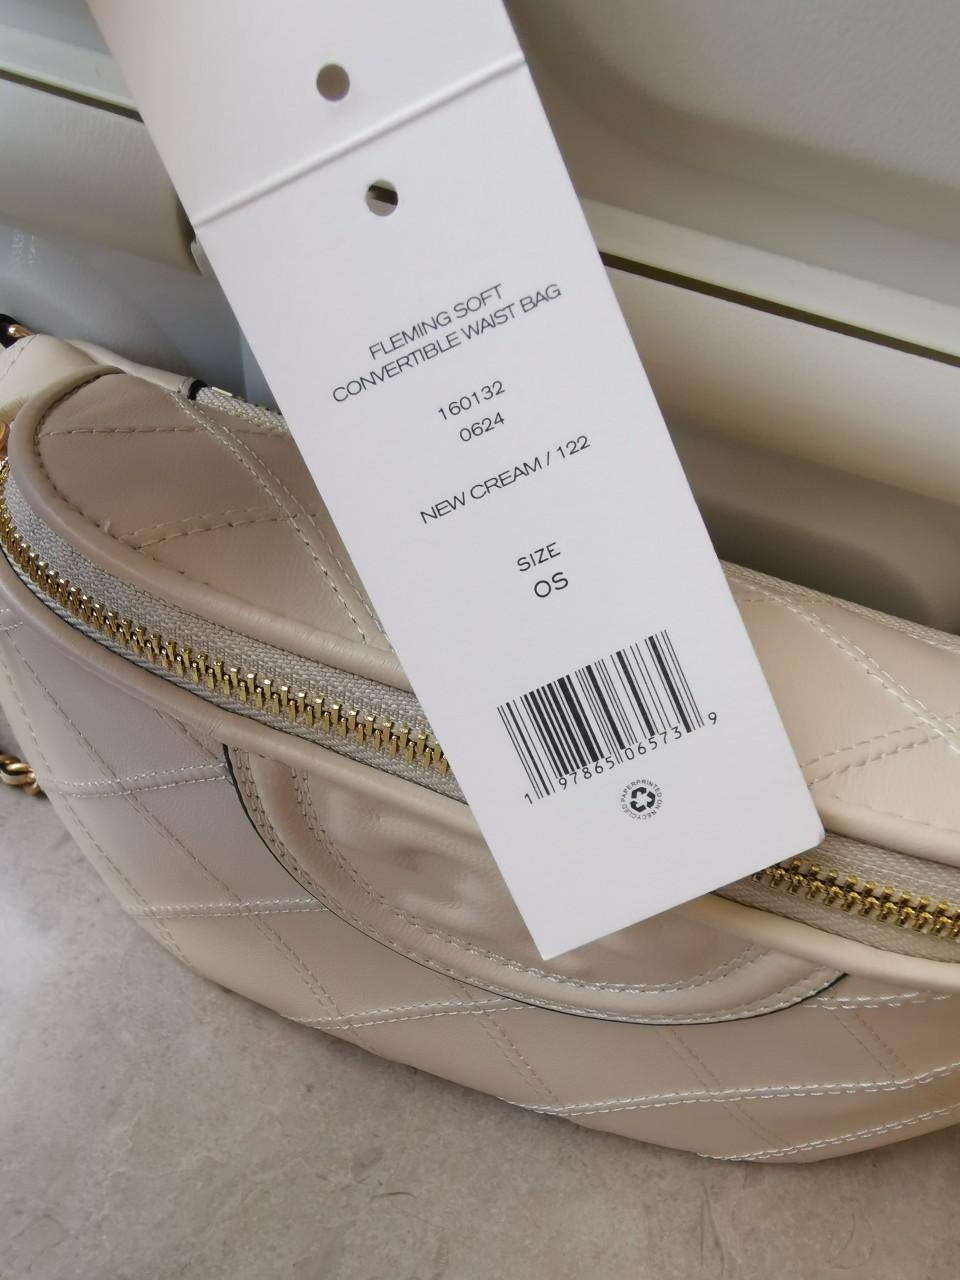 FLEMING SOFT
CONVERTIBLE WAIST BAG
160132
0624
NEW CREAM / 122
SIZE
OS
1 97865 06573 9
PRINTED ON RECYCLED PAPER